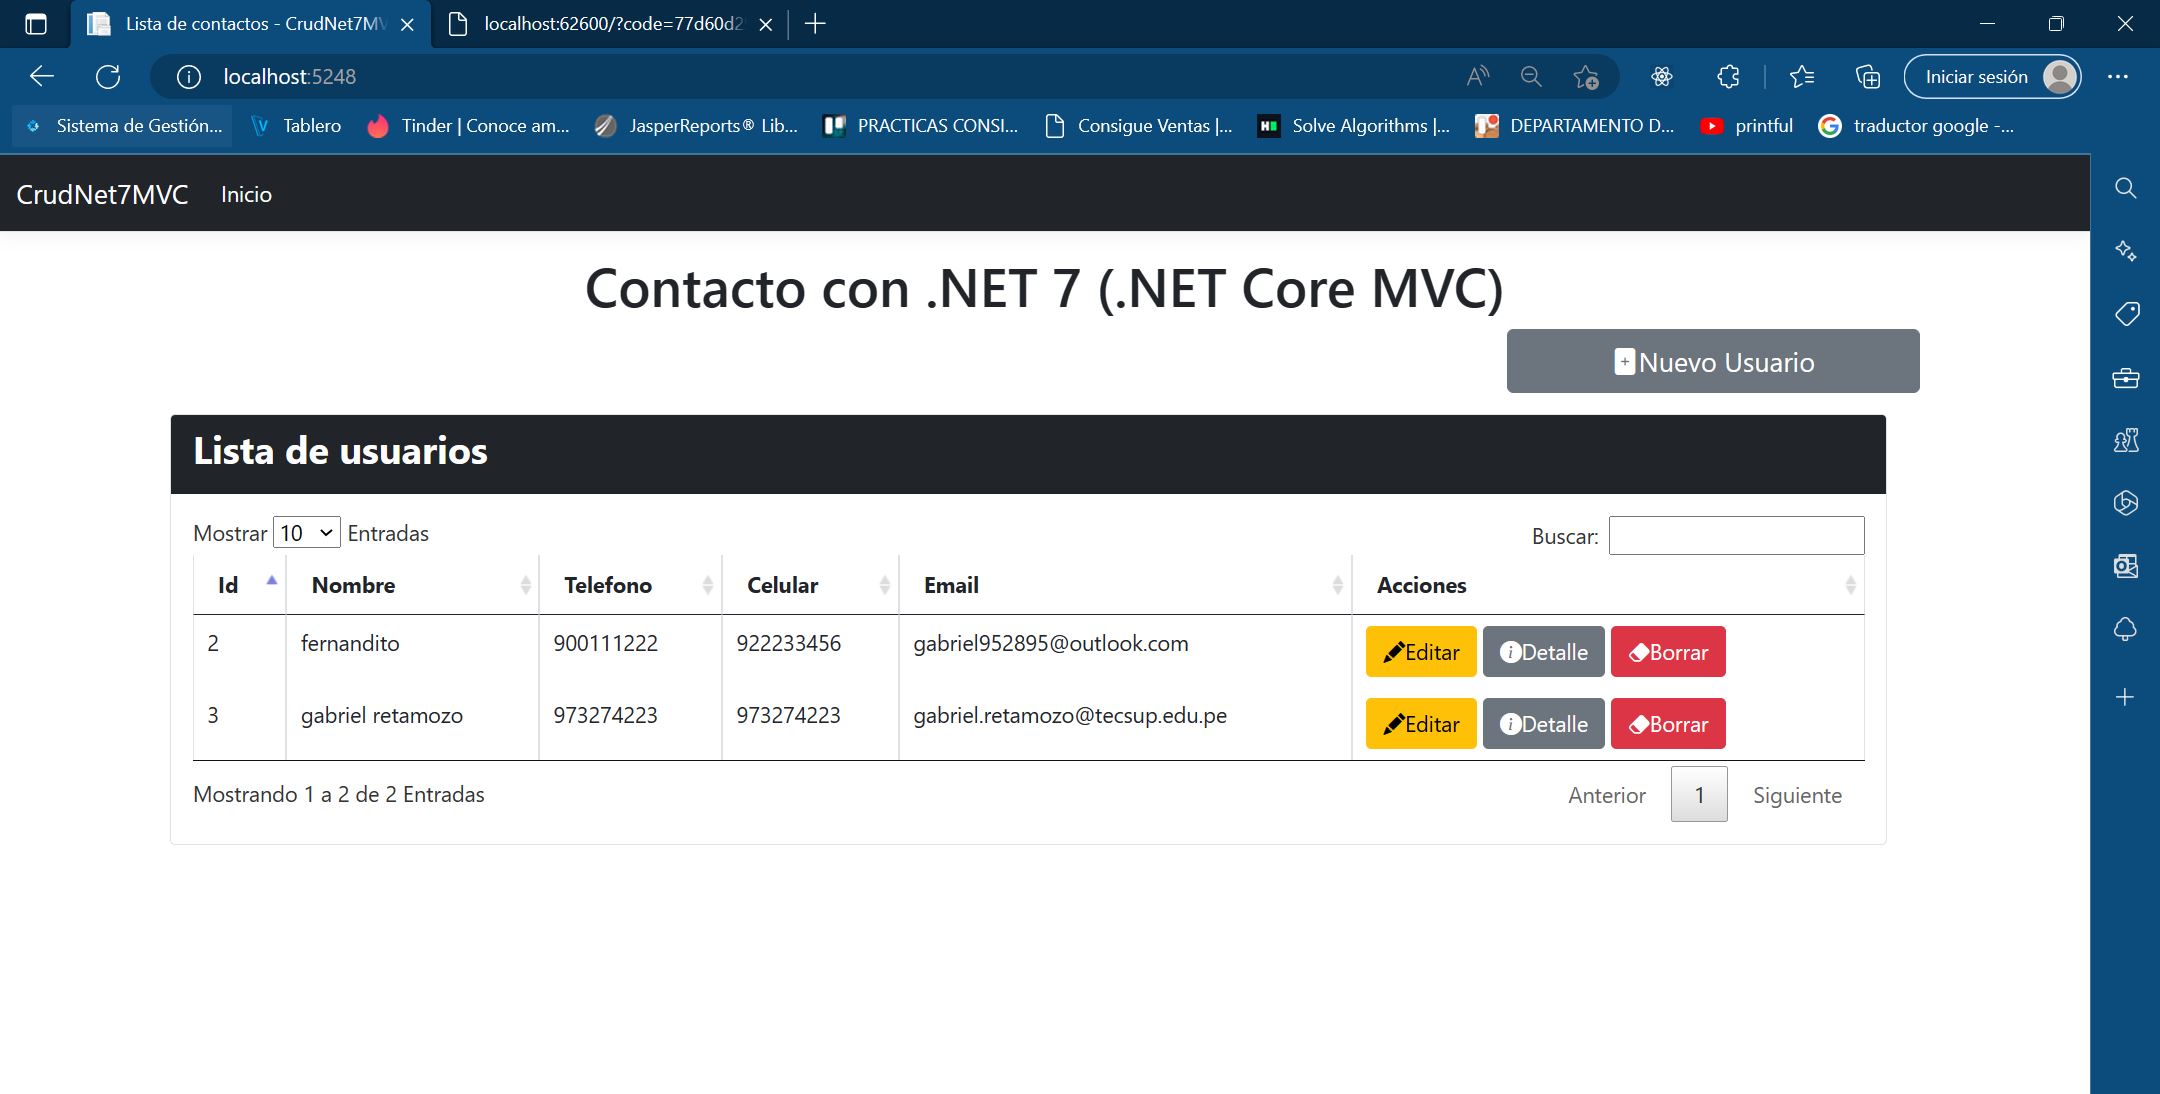 Lista de contactos - CrudNet7MV
localhost:62600/?code=77d60d2
localhost:5248
Iniciar sesión
Sistema de Gestión...
Tablero
Tinder | Conoce am...
JasperReports® Lib...
PRACTICAS CONSI...
Consigue Ventas |...
Solve Algorithms |...
DEPARTAMENTO D...
printful
traductor google -...
CrudNet7MVC Inicio
Contacto con .NET 7 (.NET Core MVC)
Nuevo Usuario
Lista de usuarios
Mostrar 10 Entradas Buscar:
Id Nombre Telefono Celular Email Acciones
2 fernandito 900111222 922233456 gabriel952895@outlook.com Editar Detalle Borrar
3 gabriel retamozo 973274223 973274223 gabriel.retamozo@tecsup.edu.pe Editar Detalle Borrar
Mostrando 1 a 2 de 2 Entradas Anterior 1 Siguiente